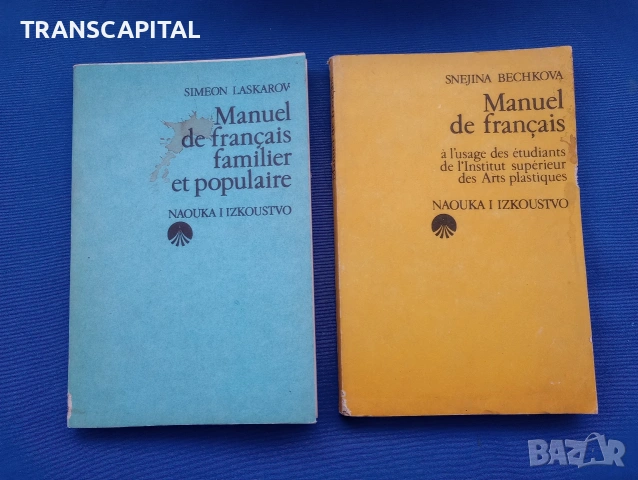 TRANSCAPITAL
SIMEON LASKAROV
Manuel
de français
familier
et populaire
NAOUKA I IZKOUSTVO
SNEJINA BECHKOVA
Manuel
de français
à l'usage des étudiants
de l'Institut supérieur
des Arts plastiques
NAOUKA I IZKOUSTVO
BAZAR